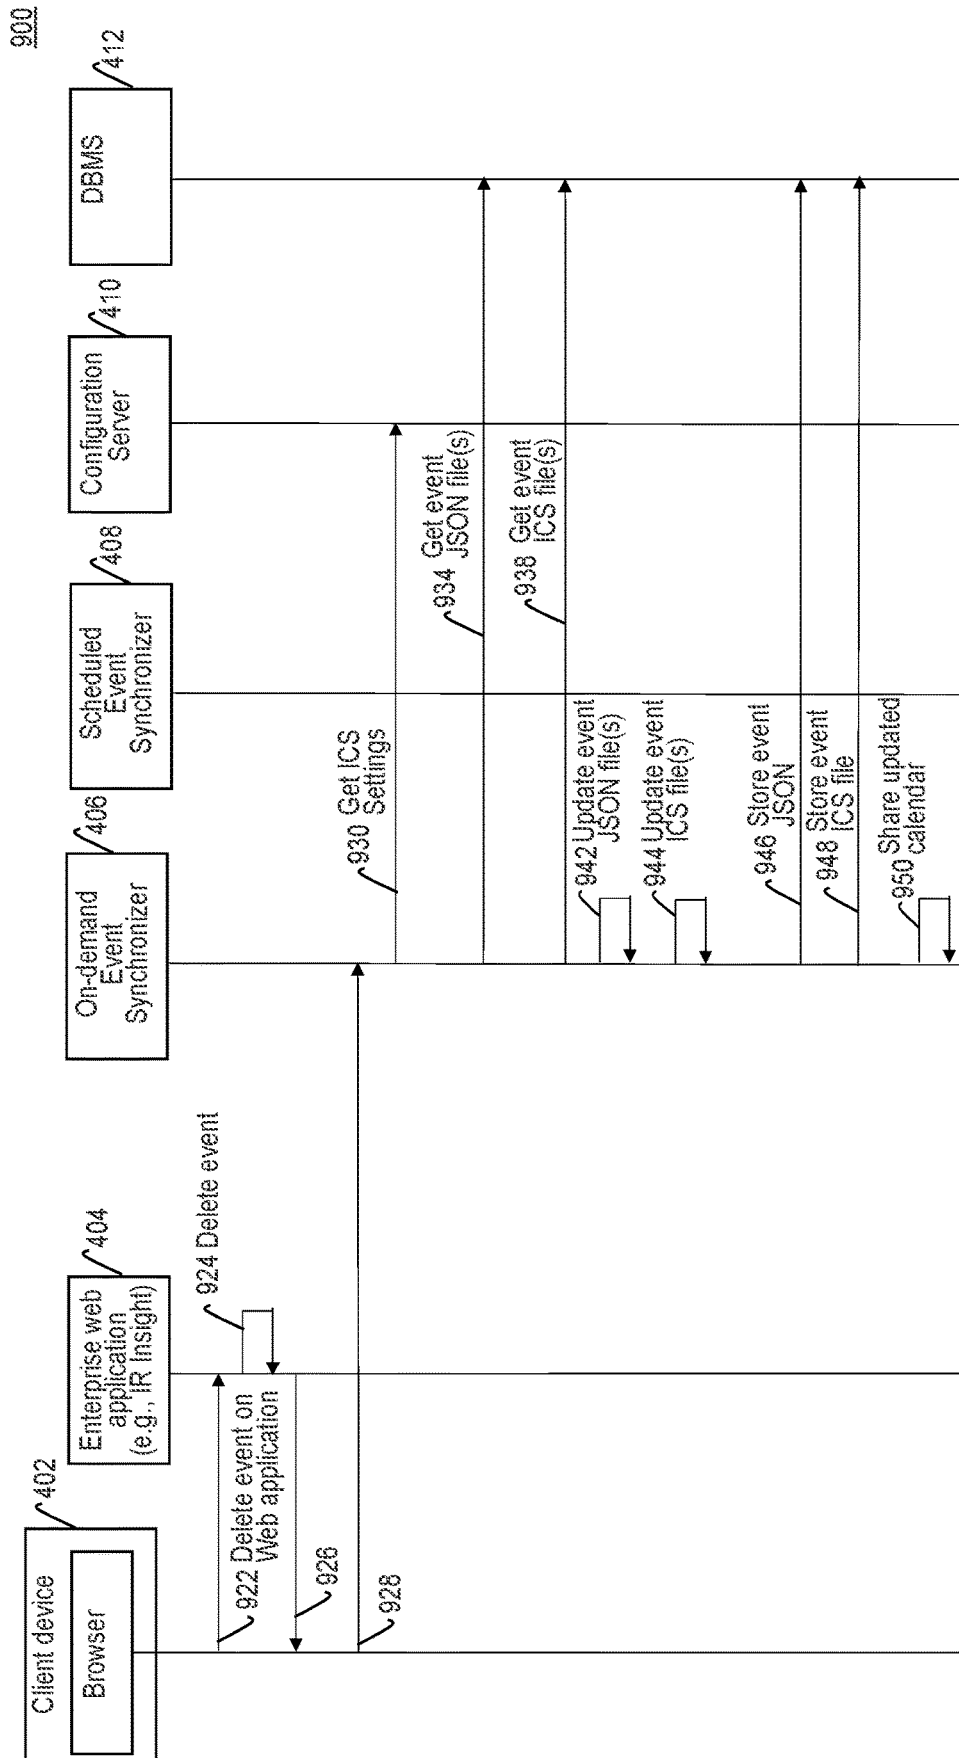 900
Client device
Browser
402
Enterprise web
application
(e.g., IR Insight)
404
On-demand
Event
Synchronizer
406
Scheduled
Event
Synchronizer
408
Configuration
Server
410
DBMS
412
922 Delete event on
Web application
924 Delete event
926
928
930 Get ICS
Settings
934 Get event
JSON file(s)
938 Get event
ICS file(s)
942 Update event
JSON file(s)
944 Update event
ICS file(s)
946 Store event
JSON
948 Store event
ICS file
950 Share updated
calendar